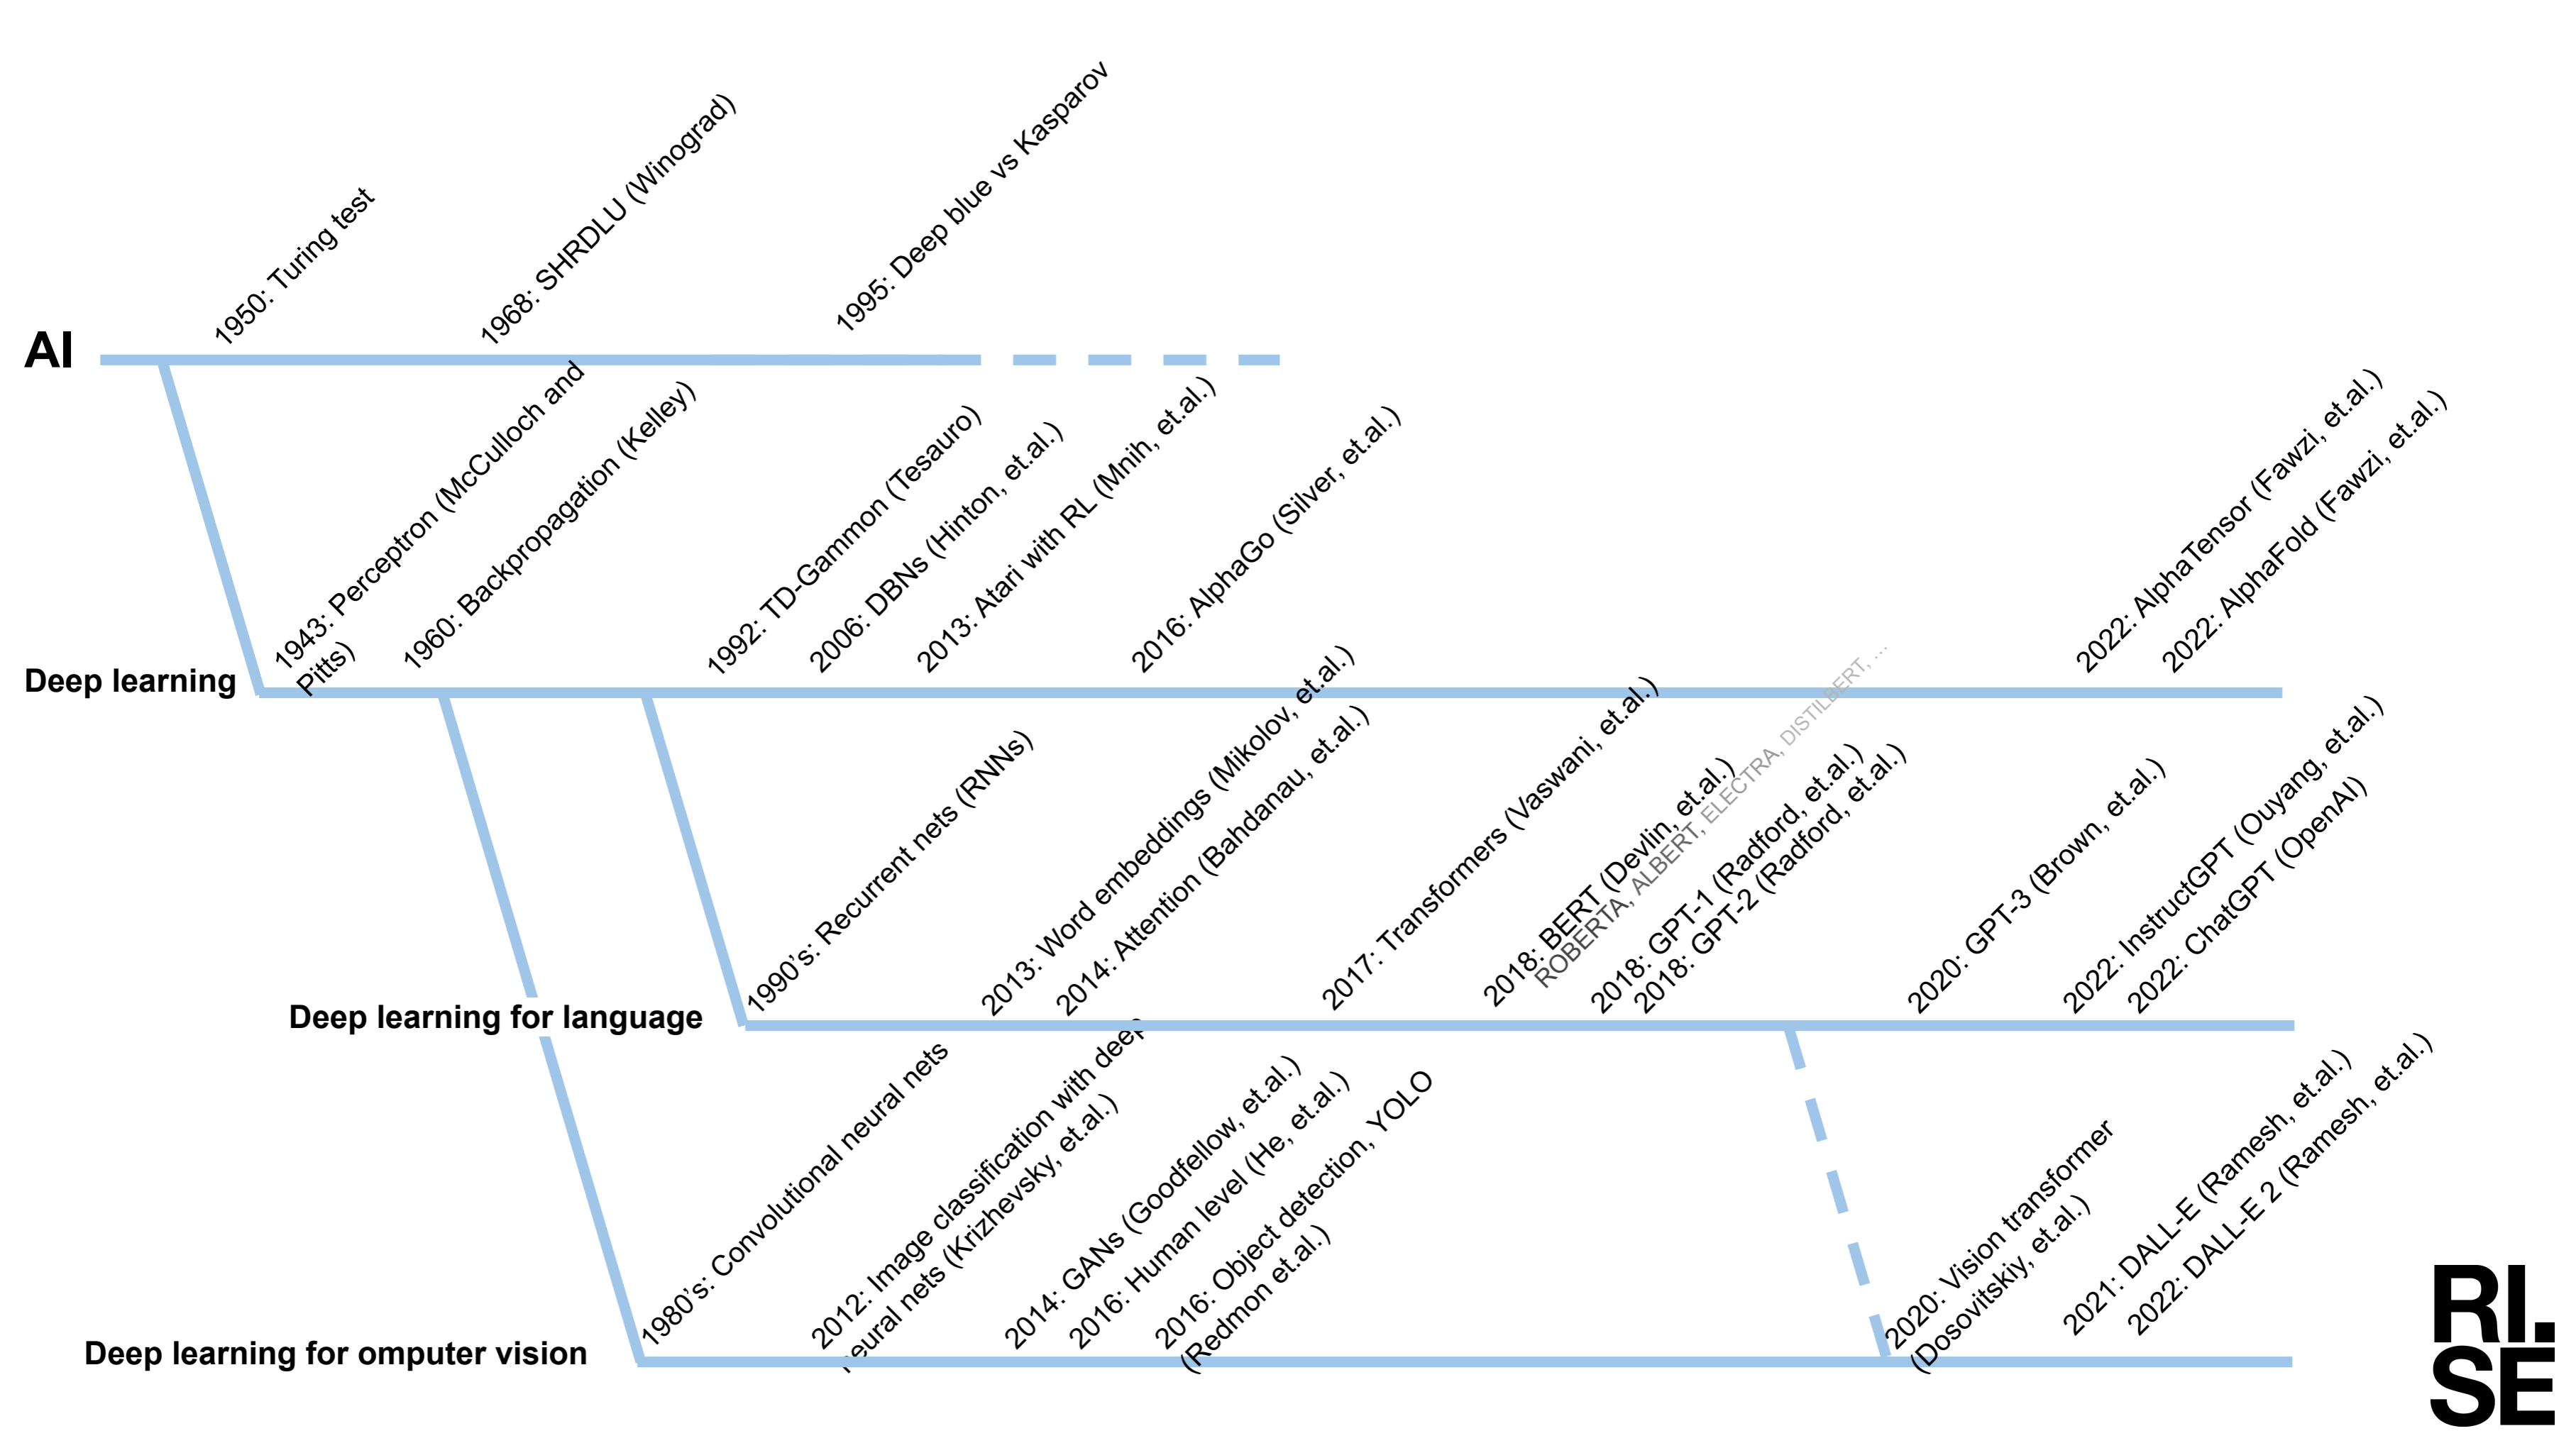 1950: Turing test
1968: SHRDLU (Winograd)
1995: Deep blue vs Kasparov
AI
1943: Perceptron (McCulloch and
Pitts)
1960: Backpropagation (Kelley)
1992: TD-Gammon (Tesauro)
2006: DBNs (Hinton, et.al.)
2013: Atari with RL (Mnih, et.al.)
2016: AlphaGo (Silver, et.al.)
2022: AlphaTensor (Fawzi, et.al.)
2022: AlphaFold (Fawzi, et.al.)
Deep learning
1990’s: Recurrent nets (RNNs)
2013: Word embeddings (Mikolov, et.al.)
2014: Attention (Bahdanau, et.al.)
2017: Transformers (Vaswani, et.al.)
2018: BERT (Devlin, et.al.)
ROBERTA, ALBERT, ELECTRA, DISTILBERT, ...
2018: GPT-1 (Radford, et.al.)
2018: GPT-2 (Radford, et.al.)
2020: GPT-3 (Brown, et.al.)
2022: InstructGPT (Ouyang, et.al.)
2022: ChatGPT (OpenAI)
Deep learning for language
1980’s: Convolutional neural nets
2012: Image classification with deep
neural nets (Krizhevsky, et.al.)
2014: GANs (Goodfellow, et.al.)
2016: Human level (He, et.al.)
2016: Object detection, YOLO
(Redmon et.al.)
2020: Vision transformer
(Dosovitskiy, et.al.)
2021: DALL-E (Ramesh, et.al.)
2022: DALL-E 2 (Ramesh, et.al.)
Deep learning for omputer vision
RI.
SE